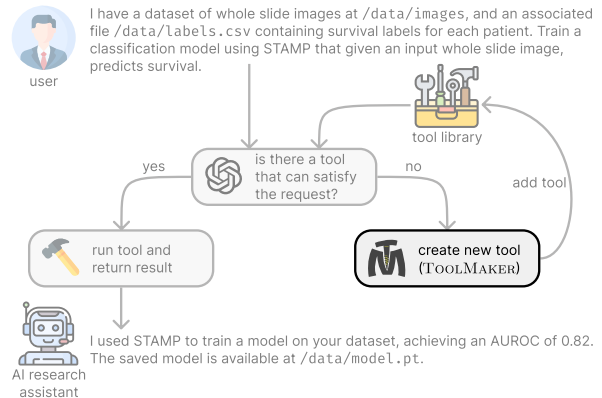 I have a dataset of whole slide images at /data/images, and an associated
file /data/labels.csv containing survival labels for each patient. Train a
classification model using STAMP that given an input whole slide image,
predicts survival.
user
tool library
is there a tool
that can satisfy
the request?
yes
no
add tool
run tool and
return result
create new tool
(TOOLMAKER)
I used STAMP to train a model on your dataset, achieving an AUROC of 0.82.
The saved model is available at /data/model.pt.
AI research
assistant